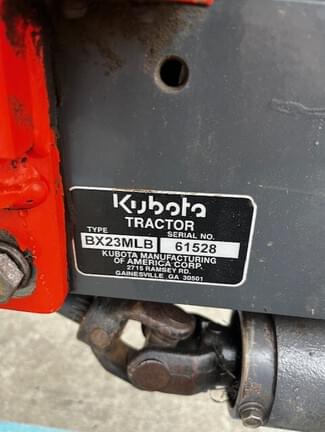 Kubota
TRACTOR
TYPE SERIAL NO.
BX23MLB 61528
KUBOTA MANUFACTURING
OF AMERICA CORP.
2715 RAMSEY RD.
GAINESVILLE GA 30501